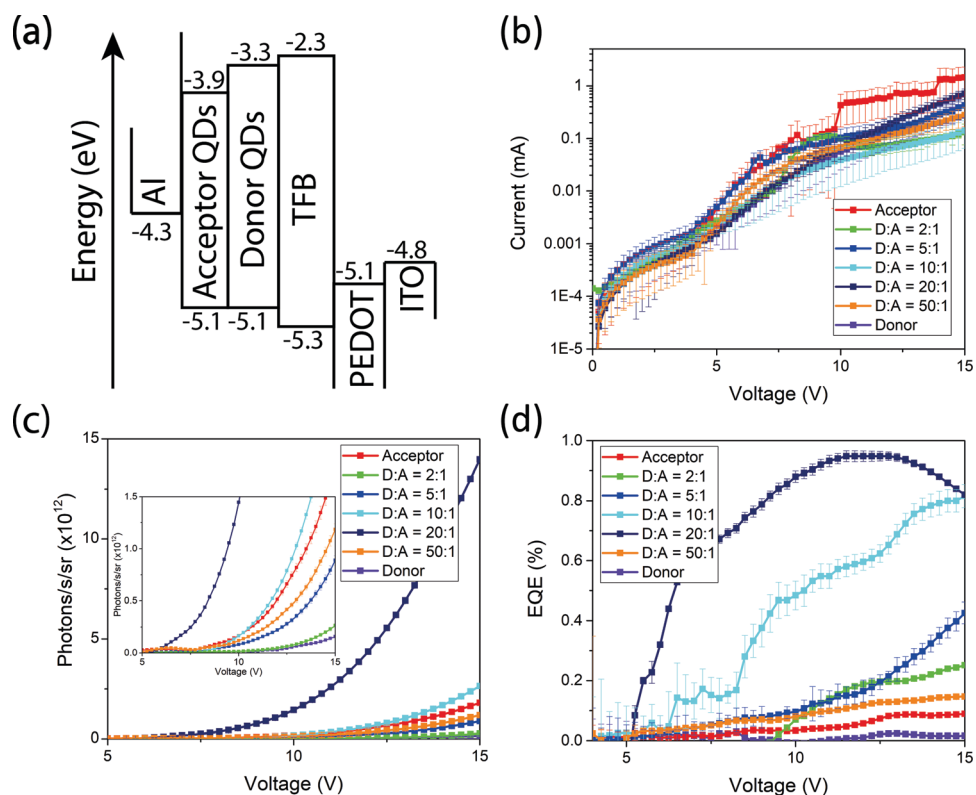 (a)
Energy (eV)
Al
-4.3
-3.9
Acceptor QDs
-5.1
-3.3
Donor QDs
-5.1
-2.3
TFB
-5.3
-5.1
PEDOT
-4.8
ITO
(b)
Current (mA)
1
0.1
0.01
0.001
1E-4
1E-5
0
5
10
15
Voltage (V)
Acceptor
D:A = 2:1
D:A = 5:1
D:A = 10:1
D:A = 20:1
D:A = 50:1
Donor
(c)
Photons/s/sr (x10¹²)
15
10
5
0
5
10
15
Voltage (V)
Photons/s/sr (x10¹²)
1.5
1.0
0.5
0.0
5
10
15
Voltage (V)
Acceptor
D:A = 2:1
D:A = 5:1
D:A = 10:1
D:A = 20:1
D:A = 50:1
Donor
(d)
EQE (%)
1.0
0.8
0.6
0.4
0.2
0.0
5
10
15
Voltage (V)
Acceptor
D:A = 2:1
D:A = 5:1
D:A = 10:1
D:A = 20:1
D:A = 50:1
Donor